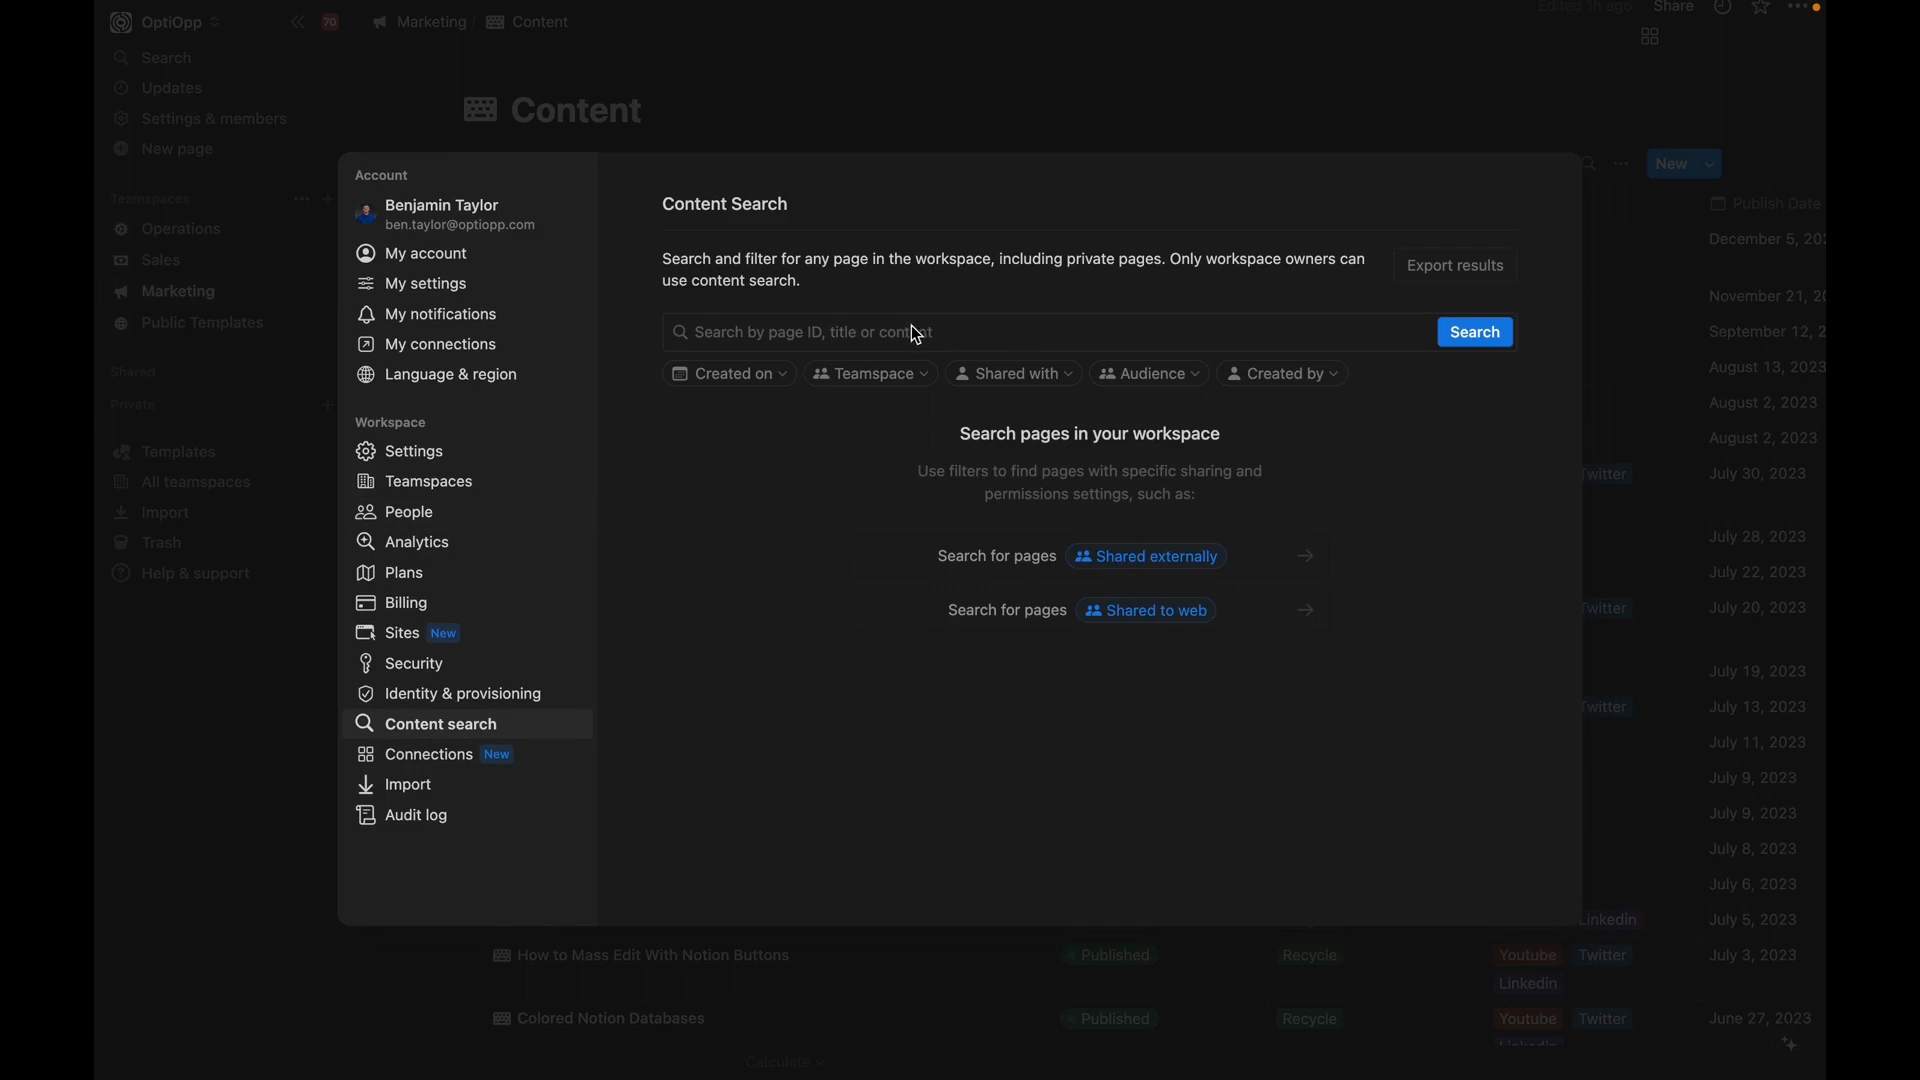 OptiOpp
70
Marketing / Content
Edited 1h ago
Share
Search
Updates
Settings & members
New page
Teamspaces
Operations
Sales
Marketing
Public Templates
Shared
Private
Templates
All teamspaces
Import
Trash
Help & support
Content
New
Account
Benjamin Taylor
ben.taylor@optiopp.com
My account
My settings
My notifications
My connections
Language & region
Workspace
Settings
Teamspaces
People
Analytics
Plans
Billing
Sites New
Security
Identity & provisioning
Content search
Connections New
Import
Audit log
Content Search
Search and filter for any page in the workspace, including private pages. Only workspace owners can
use content search.
Export results
Search by page ID, title or content
Search
Created on
Teamspace
Shared with
Audience
Created by
Search pages in your workspace
Use filters to find pages with specific sharing and
permissions settings, such as:
Search for pages Shared externally
Search for pages Shared to web
Publish Date
December 5, 202
November 21, 20
September 12, 2
August 13, 2023
August 2, 2023
August 2, 2023
Twitter July 30, 2023
July 28, 2023
July 22, 2023
Twitter July 20, 2023
July 19, 2023
Twitter July 13, 2023
July 11, 2023
July 9, 2023
July 9, 2023
July 8, 2023
July 6, 2023
Linkedin July 5, 2023
How to Mass Edit With Notion Buttons Published Recycle Youtube Twitter July 3, 2023
Linkedin
Colored Notion Databases Published Recycle Youtube Twitter June 27, 2023
Linkedin
Calculate